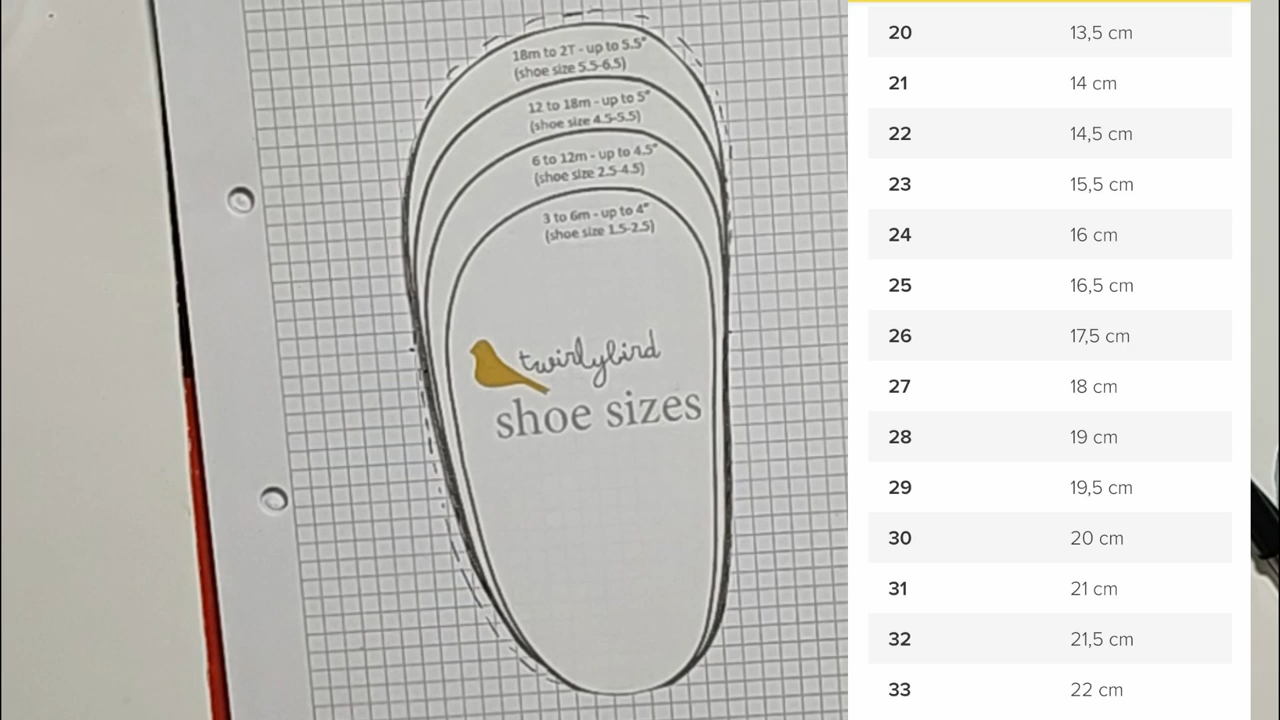 18m to 2T - up to 5.5"
(shoe size 5.5-6.5)
12 to 18m - up to 5"
(shoe size 4.5-5.5)
6 to 12m - up to 4.5"
(shoe size 2.5-4.5)
3 to 6m - up to 4"
(shoe size 1.5-2.5)
twirlybird
shoe sizes
20 13,5 cm
21 14 cm
22 14,5 cm
23 15,5 cm
24 16 cm
25 16,5 cm
26 17,5 cm
27 18 cm
28 19 cm
29 19,5 cm
30 20 cm
31 21 cm
32 21,5 cm
33 22 cm